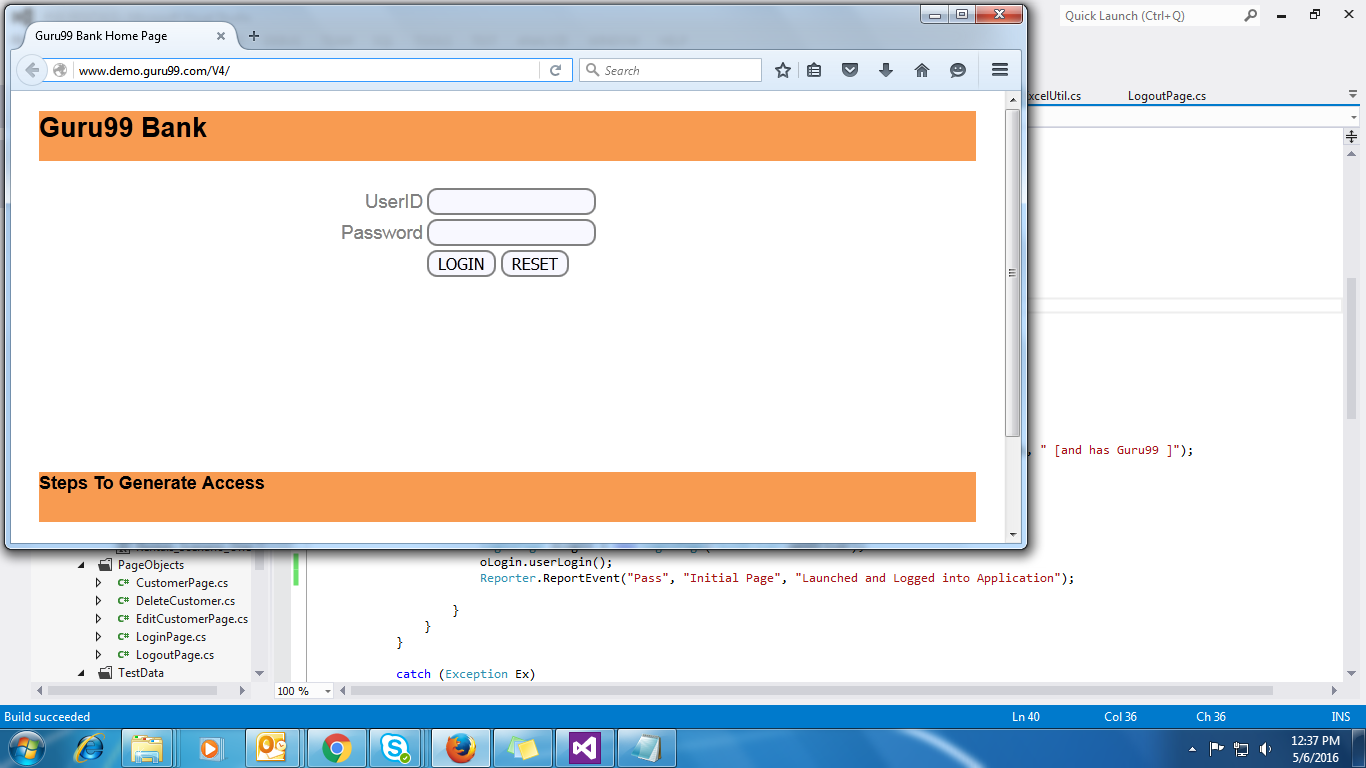 Guru99 Bank Home Page
www.demo.guru99.com/V4/
Search
Guru99 Bank
UserID
Password
LOGIN RESET
Steps To Generate Access
Quick Launch (Ctrl+Q)
xcelUtil.cs LogoutPage.cs
, " [and has Guru99 ]");
oLogin.userLogin();
Reporter.ReportEvent("Pass", "Initial Page", "Launched and Logged into Application");
}
}
}
catch (Exception Ex)
PageObjects
C# CustomerPage.cs
C# DeleteCustomer.cs
C# EditCustomerPage.cs
C# LoginPage.cs
C# LogoutPage.cs
TestData
100 %
Build succeeded Ln 40 Col 36 Ch 36 INS
12:37 PM
5/6/2016